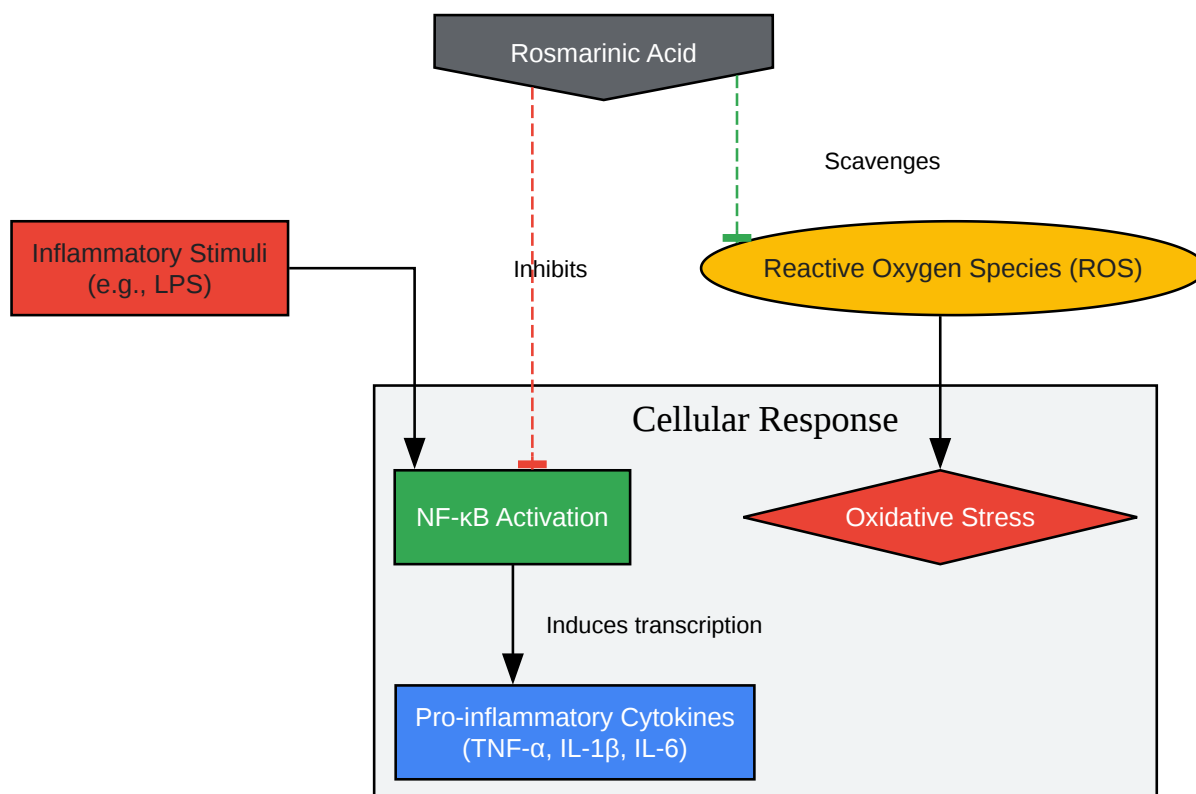 Rosmarinic Acid
Scavenges
Inflammatory Stimuli
(e.g., LPS)
Inhibits
Reactive Oxygen Species (ROS)
Cellular Response
NF-κB Activation
Oxidative Stress
Induces transcription
Pro-inflammatory Cytokines
(TNF-α, IL-1β, IL-6)